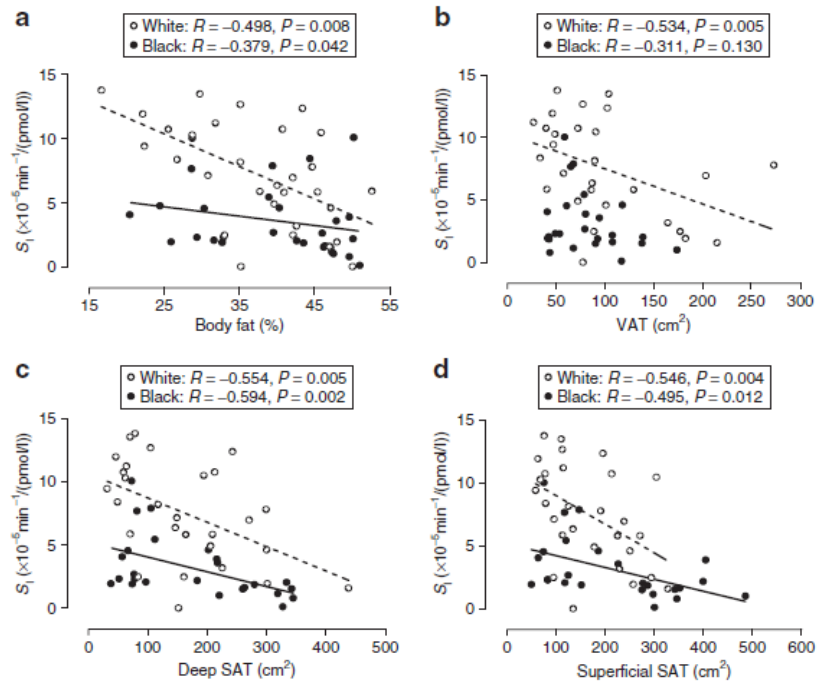 a
○ White: R = −0.498, P = 0.008
● Black: R = −0.379, P = 0.042
15
10
5
0
S_I (×10⁻⁵min⁻¹/(pmol/l))
15 25 35 45 55
Body fat (%)
b
○ White: R = −0.534, P = 0.005
● Black: R = −0.311, P = 0.130
15
10
5
0
S_I (×10⁻⁵min⁻¹/(pmol/l))
0 50 100 150 200 250 300
VAT (cm²)
c
○ White: R = −0.554, P = 0.005
● Black: R = −0.594, P = 0.002
15
10
5
0
S_I (×10⁻⁵min⁻¹/(pmol/l))
0 100 200 300 400 500
Deep SAT (cm²)
d
○ White: R = −0.546, P = 0.004
● Black: R = −0.495, P = 0.012
15
10
5
0
S_I (×10⁻⁵min⁻¹/(pmol/l))
0 100 200 300 400 500 600
Superficial SAT (cm²)